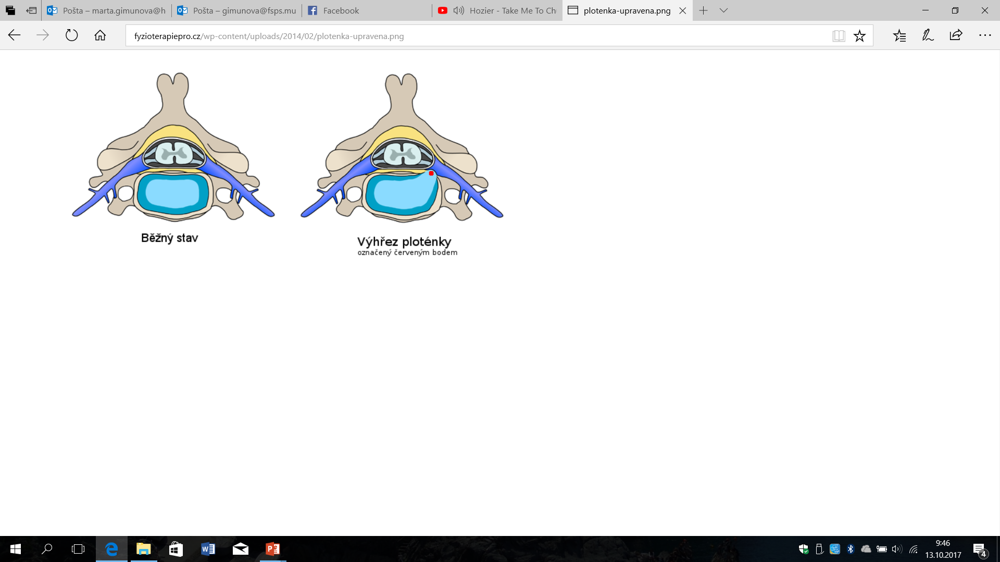 Pošta – marta.gimunova@h
Pošta – gimunova@fsps.mu
Facebook
Hozier - Take Me To Ch
plotenka-upravena.png
fyzioterapiepro.cz/wp-content/uploads/2014/02/plotenka-upravena.png
Běžný stav
Výhřez ploténky
označený červeným bodem
9:46
13.10.2017
4